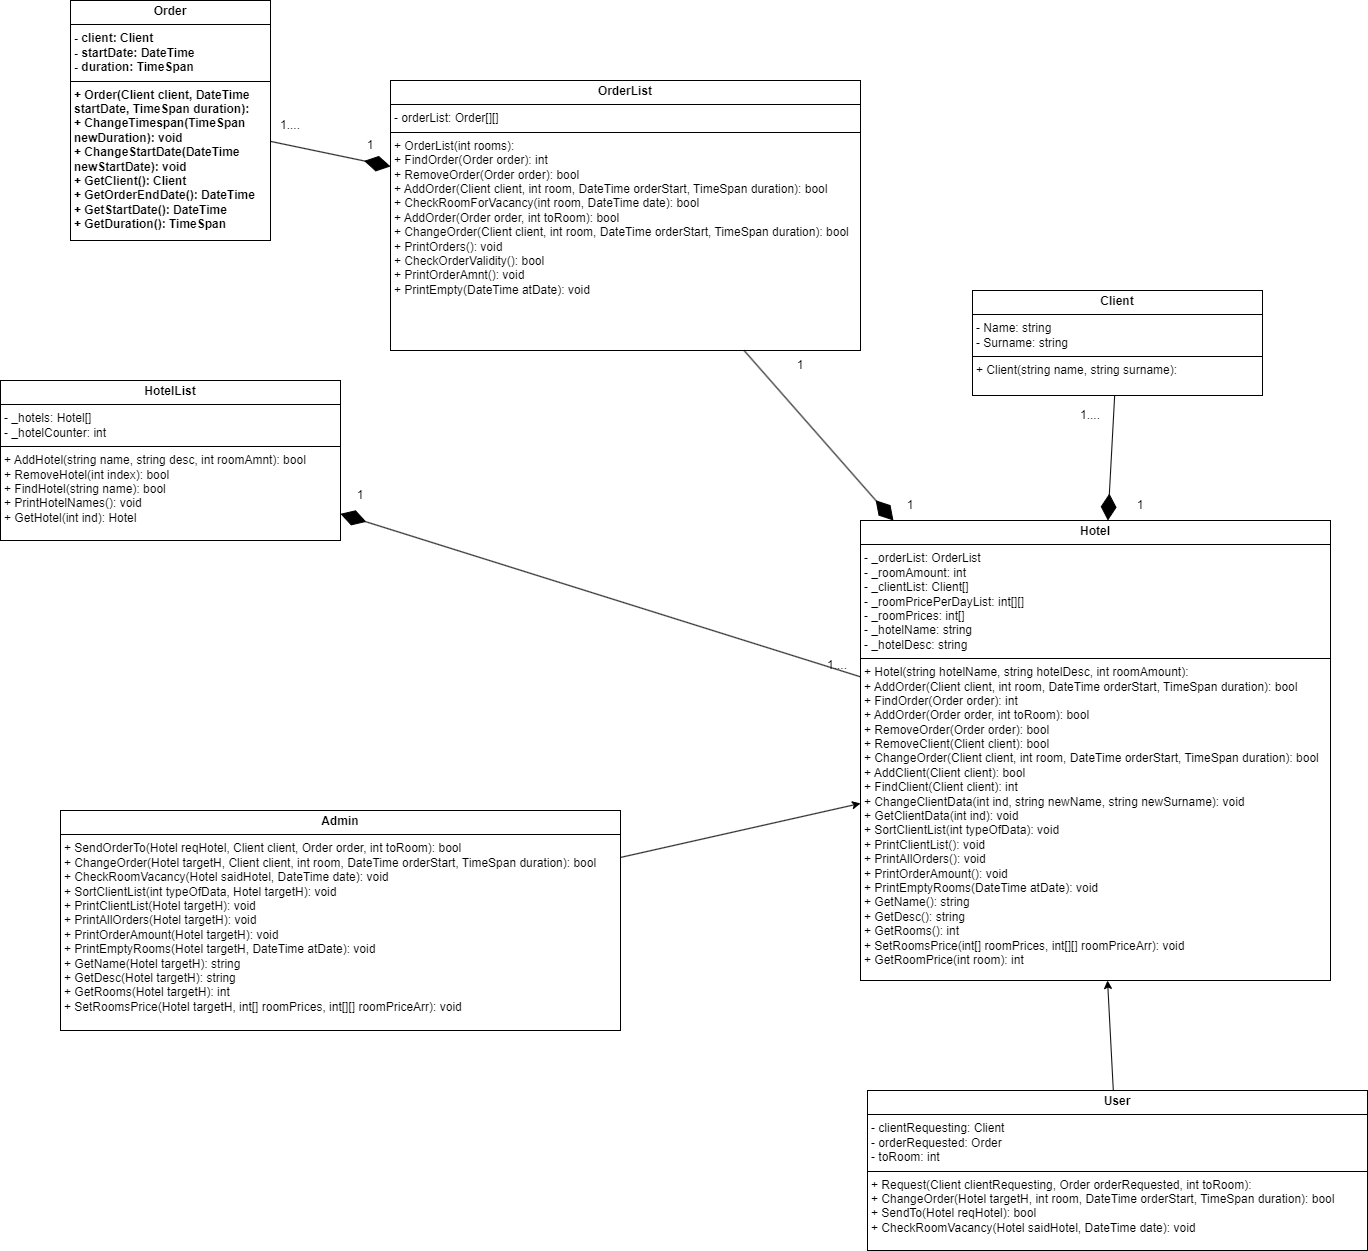 Order
- client: Client
- startDate: DateTime
- duration: TimeSpan
+ Order(Client client, DateTime
startDate, TimeSpan duration):
+ ChangeTimespan(TimeSpan
newDuration): void
+ ChangeStartDate(DateTime
newStartDate): void
+ GetClient(): Client
+ GetOrderEndDate(): DateTime
+ GetStartDate(): DateTime
+ GetDuration(): TimeSpan
1....
1
OrderList
- orderList: Order[][]
+ OrderList(int rooms):
+ FindOrder(Order order): int
+ RemoveOrder(Order order): bool
+ AddOrder(Client client, int room, DateTime orderStart, TimeSpan duration): bool
+ CheckRoomForVacancy(int room, DateTime date): bool
+ AddOrder(Order order, int toRoom): bool
+ ChangeOrder(Client client, int room, DateTime orderStart, TimeSpan duration): bool
+ PrintOrders(): void
+ CheckOrderValidity(): bool
+ PrintOrderAmnt(): void
+ PrintEmpty(DateTime atDate): void
1
1
Client
- Name: string
- Surname: string
+ Client(string name, string surname):
1....
1
HotelList
- _hotels: Hotel[]
- _hotelCounter: int
+ AddHotel(string name, string desc, int roomAmnt): bool
+ RemoveHotel(int index): bool
+ FindHotel(string name): bool
+ PrintHotelNames(): void
+ GetHotel(int ind): Hotel
1
1....
Hotel
- _orderList: OrderList
- _roomAmount: int
- _clientList: Client[]
- _roomPricePerDayList: int[][]
- _roomPrices: int[]
- _hotelName: string
- _hotelDesc: string
+ Hotel(string hotelName, string hotelDesc, int roomAmount):
+ AddOrder(Client client, int room, DateTime orderStart, TimeSpan duration): bool
+ FindOrder(Order order): int
+ AddOrder(Order order, int toRoom): bool
+ RemoveOrder(Order order): bool
+ RemoveClient(Client client): bool
+ ChangeOrder(Client client, int room, DateTime orderStart, TimeSpan duration): bool
+ AddClient(Client client): bool
+ FindClient(Client client): int
+ ChangeClientData(int ind, string newName, string newSurname): void
+ GetClientData(int ind): void
+ SortClientList(int typeOfData): void
+ PrintClientList(): void
+ PrintAllOrders(): void
+ PrintOrderAmount(): void
+ PrintEmptyRooms(DateTime atDate): void
+ GetName(): string
+ GetDesc(): string
+ GetRooms(): int
+ SetRoomsPrice(int[] roomPrices, int[][] roomPriceArr): void
+ GetRoomPrice(int room): int
Admin
+ SendOrderTo(Hotel reqHotel, Client client, Order order, int toRoom): bool
+ ChangeOrder(Hotel targetH, Client client, int room, DateTime orderStart, TimeSpan duration): bool
+ CheckRoomVacancy(Hotel saidHotel, DateTime date): void
+ SortClientList(int typeOfData, Hotel targetH): void
+ PrintClientList(Hotel targetH): void
+ PrintAllOrders(Hotel targetH): void
+ PrintOrderAmount(Hotel targetH): void
+ PrintEmptyRooms(Hotel targetH, DateTime atDate): void
+ GetName(Hotel targetH): string
+ GetDesc(Hotel targetH): string
+ GetRooms(Hotel targetH): int
+ SetRoomsPrice(Hotel targetH, int[] roomPrices, int[][] roomPriceArr): void
User
- clientRequesting: Client
- orderRequested: Order
- toRoom: int
+ Request(Client clientRequesting, Order orderRequested, int toRoom):
+ ChangeOrder(Hotel targetH, int room, DateTime orderStart, TimeSpan duration): bool
+ SendTo(Hotel reqHotel): bool
+ CheckRoomVacancy(Hotel saidHotel, DateTime date): void